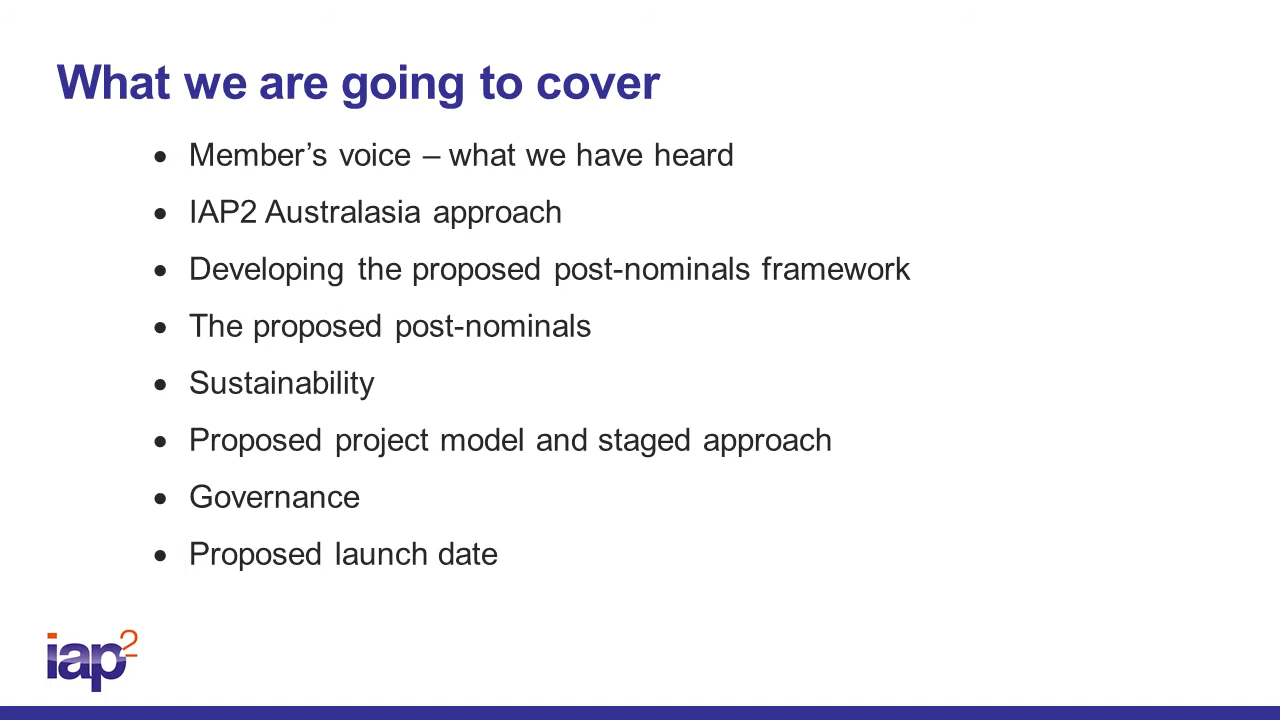 What we are going to cover
• Member’s voice – what we have heard
• IAP2 Australasia approach
• Developing the proposed post-nominals framework
• The proposed post-nominals
• Sustainability
• Proposed project model and staged approach
• Governance
• Proposed launch date
iap2